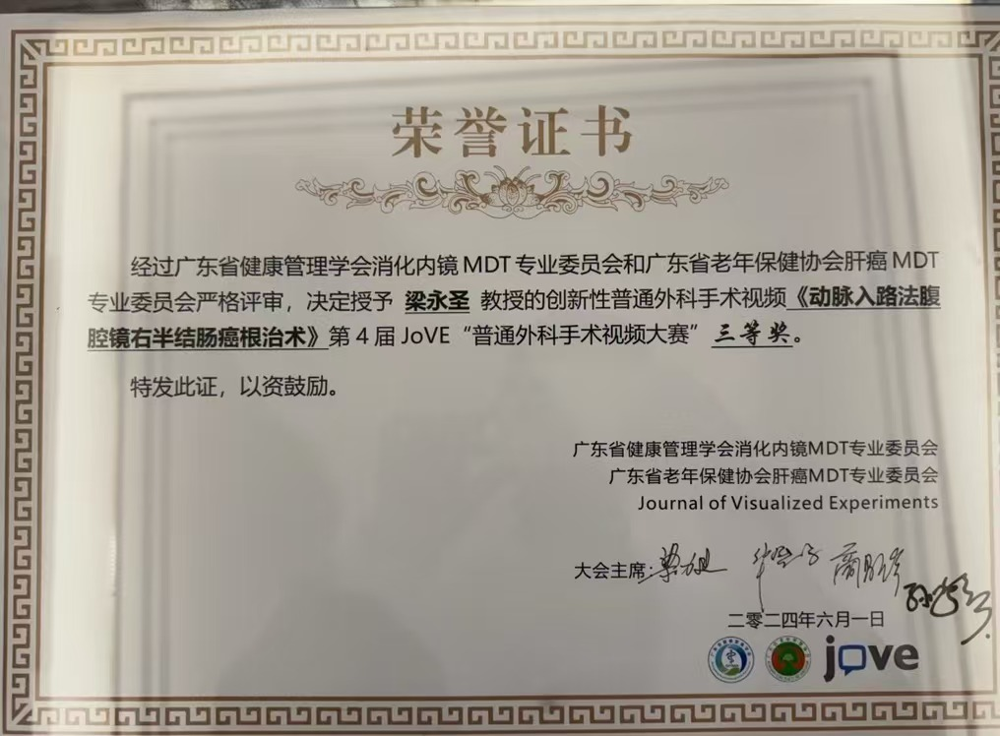 荣誉证书
经过广东省健康管理学会消化内镜 MDT 专业委员会和广东省老年保健协会肝癌 MDT
专业委员会严格评审，决定授予 梁永圣 教授的创新性普通外科手术视频《动脉入路法腹
腔镜右半结肠癌根治术》第 4 届 JoVE“普通外科手术视频大赛”三等奖。
特发此证，以资鼓励。
广东省健康管理学会消化内镜MDT专业委员会
广东省老年保健协会肝癌MDT专业委员会
Journal of Visualized Experiments
大会主席:
二零二四年六月一日
jove